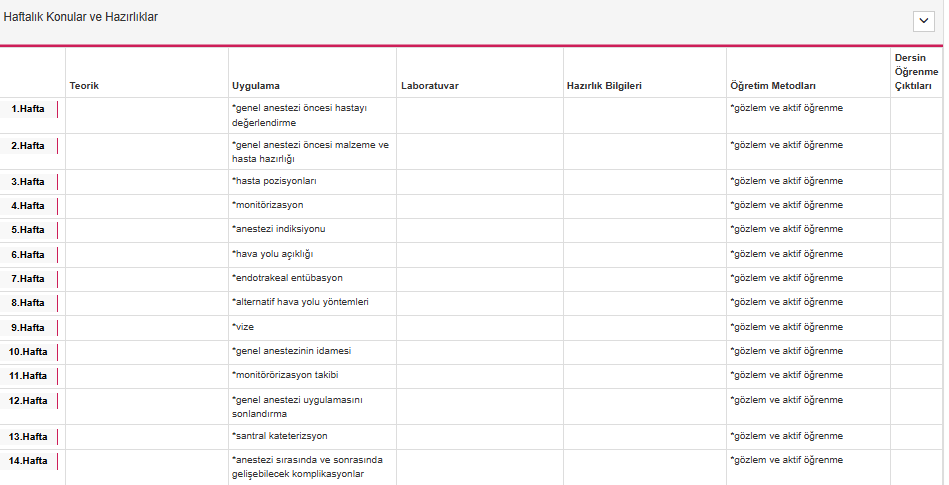 Haftalık Konular ve Hazırlıklar
Teorik Uygulama Laboratuvar Hazırlık Bilgileri Öğretim Metodları Dersin Öğrenme Çıktıları
1.Hafta *genel anestezi öncesi hastayı *gözlem ve aktif öğrenme
değerlendirme
2.Hafta *genel anestezi öncesi malzeme ve *gözlem ve aktif öğrenme
hasta hazırlığı
3.Hafta *hasta pozisyonları *gözlem ve aktif öğrenme
4.Hafta *monitörizasyon *gözlem ve aktif öğrenme
5.Hafta *anestezi indiksiyonu *gözlem ve aktif öğrenme
6.Hafta *hava yolu açıklığı *gözlem ve aktif öğrenme
7.Hafta *endotrakeal entübasyon *gözlem ve aktif öğrenme
8.Hafta *alternatif hava yolu yöntemleri *gözlem ve aktif öğrenme
9.Hafta *vize *gözlem ve aktif öğrenme
10.Hafta *genel anestezinin idamesi *gözlem ve aktif öğrenme
11.Hafta *monitörörizasyon takibi *gözlem ve aktif öğrenme
12.Hafta *genel anestezi uygulamasını *gözlem ve aktif öğrenme
sonlandırma
13.Hafta *santral kateterizsyon *gözlem ve aktif öğrenme
14.Hafta *anestezi sırasında ve sonrasında *gözlem ve aktif öğrenme
gelişebilecek komplikasyonlar